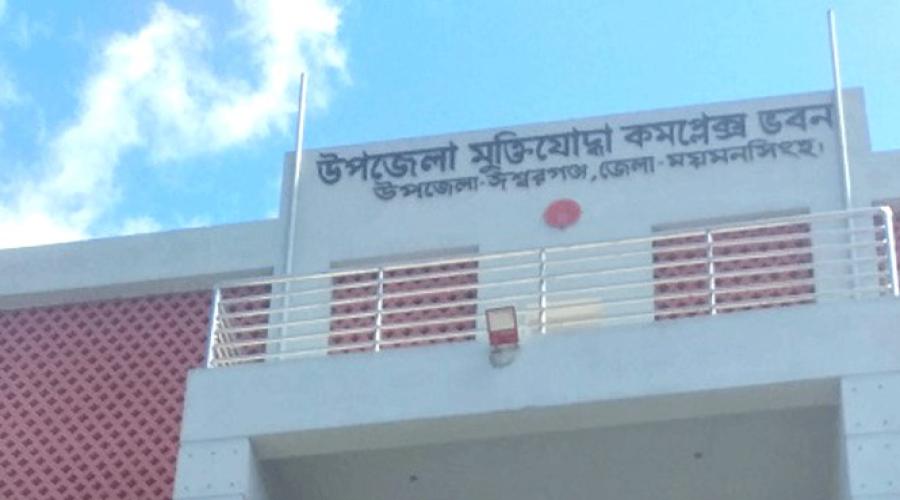 উপজেলা মুক্তিযোদ্ধা কমপ্লেক্স ভবন
উপজেলা-ঈশ্বরগঞ্জ, জেলা-ময়মনসিংহ।